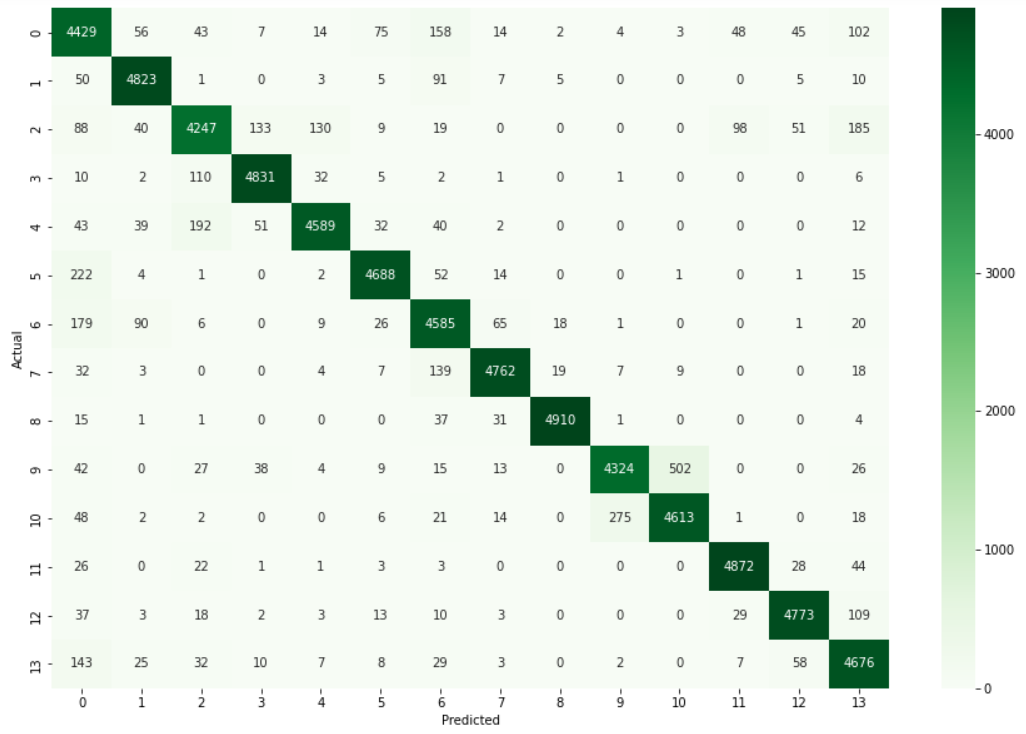 0 4429 56 43 7 14 75 158 14 2 4 3 48 45 102
1 50 4823 1 0 3 5 91 7 5 0 0 0 5 10
2 88 40 4247 133 130 9 19 0 0 0 0 98 51 185
3 10 2 110 4831 32 5 2 1 0 1 0 0 0 6
4 43 39 192 51 4589 32 40 2 0 0 0 0 0 12
5 222 4 1 0 2 4688 52 14 0 0 1 0 1 15
6 179 90 6 0 9 26 4585 65 18 1 0 0 1 20
7 32 3 0 0 4 7 139 4762 19 7 9 0 0 18
8 15 1 1 0 0 0 37 31 4910 1 0 0 0 4
9 42 0 27 38 4 9 15 13 0 4324 502 0 0 26
10 48 2 2 0 0 6 21 14 0 275 4613 1 0 18
11 26 0 22 1 1 3 3 0 0 0 0 4872 28 44
12 37 3 18 2 3 13 10 3 0 0 0 29 4773 109
13 143 25 32 10 7 8 29 3 0 2 0 7 58 4676
0 1 2 3 4 5 6 7 8 9 10 11 12 13
Predicted
Actual
4000
3000
2000
1000
0